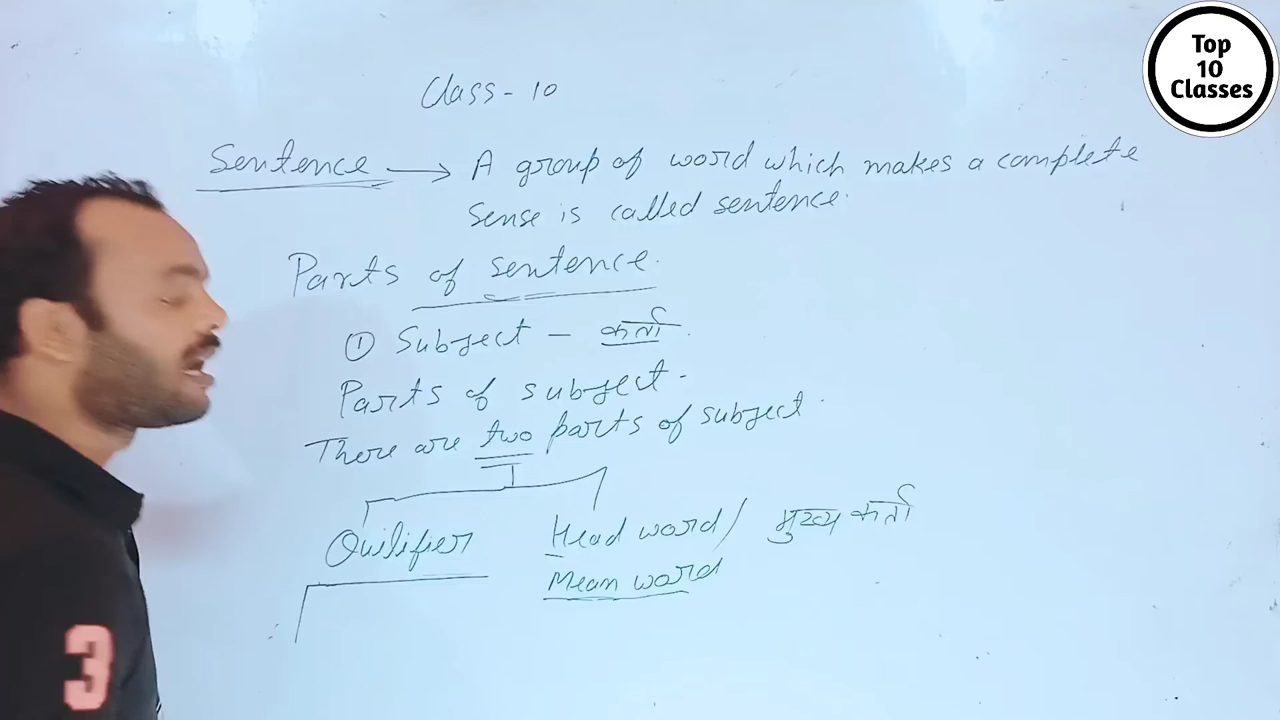 Top
10
Classes
Class - 10
Sentence → A group of word which makes a complete
Sense is called sentence.
Parts of sentence.
① Subject - कर्ता.
Parts of subject -
There are two parts of subject.
Quilifier Head word / मुख्य कर्ता
Mean word
3